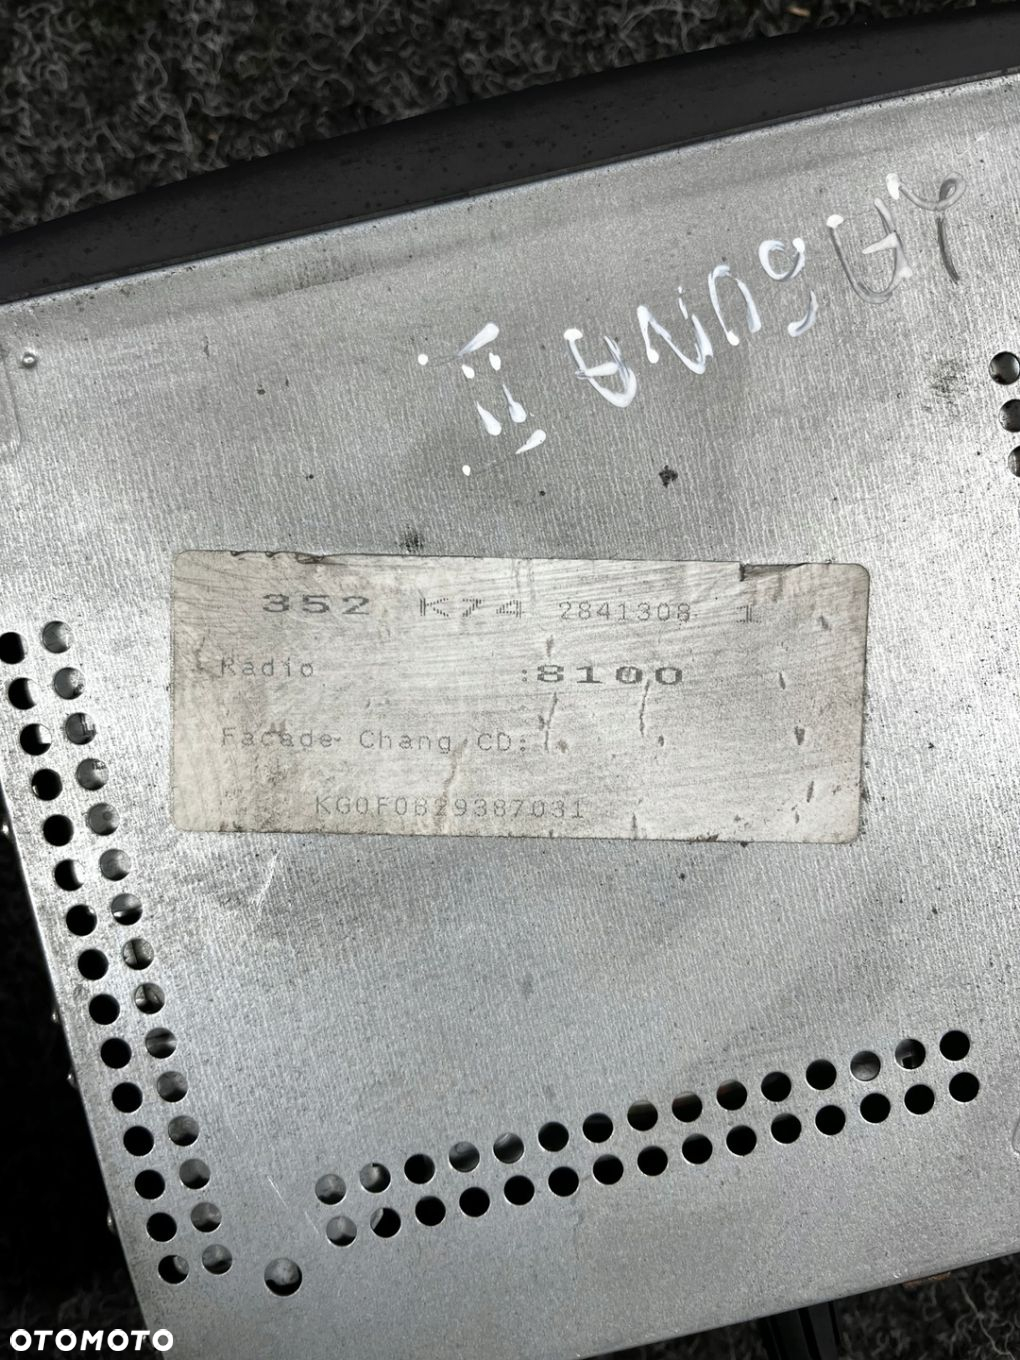 LAGUNA II
352 K74 2841308 1
Radio :8100
Facade Chang CD:
KG0F0829387031
OTOMOTO